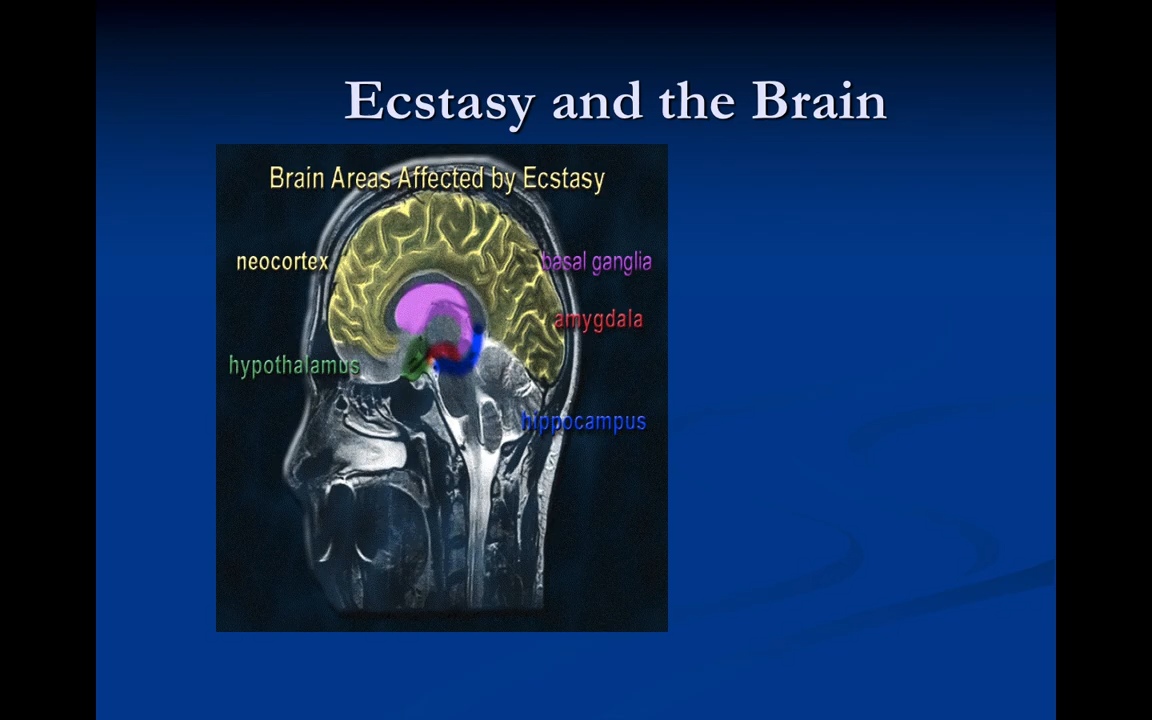 Ecstasy and the Brain
Brain Areas Affected by Ecstasy
neocortex
basal ganglia
amygdala
hypothalamus
hippocampus